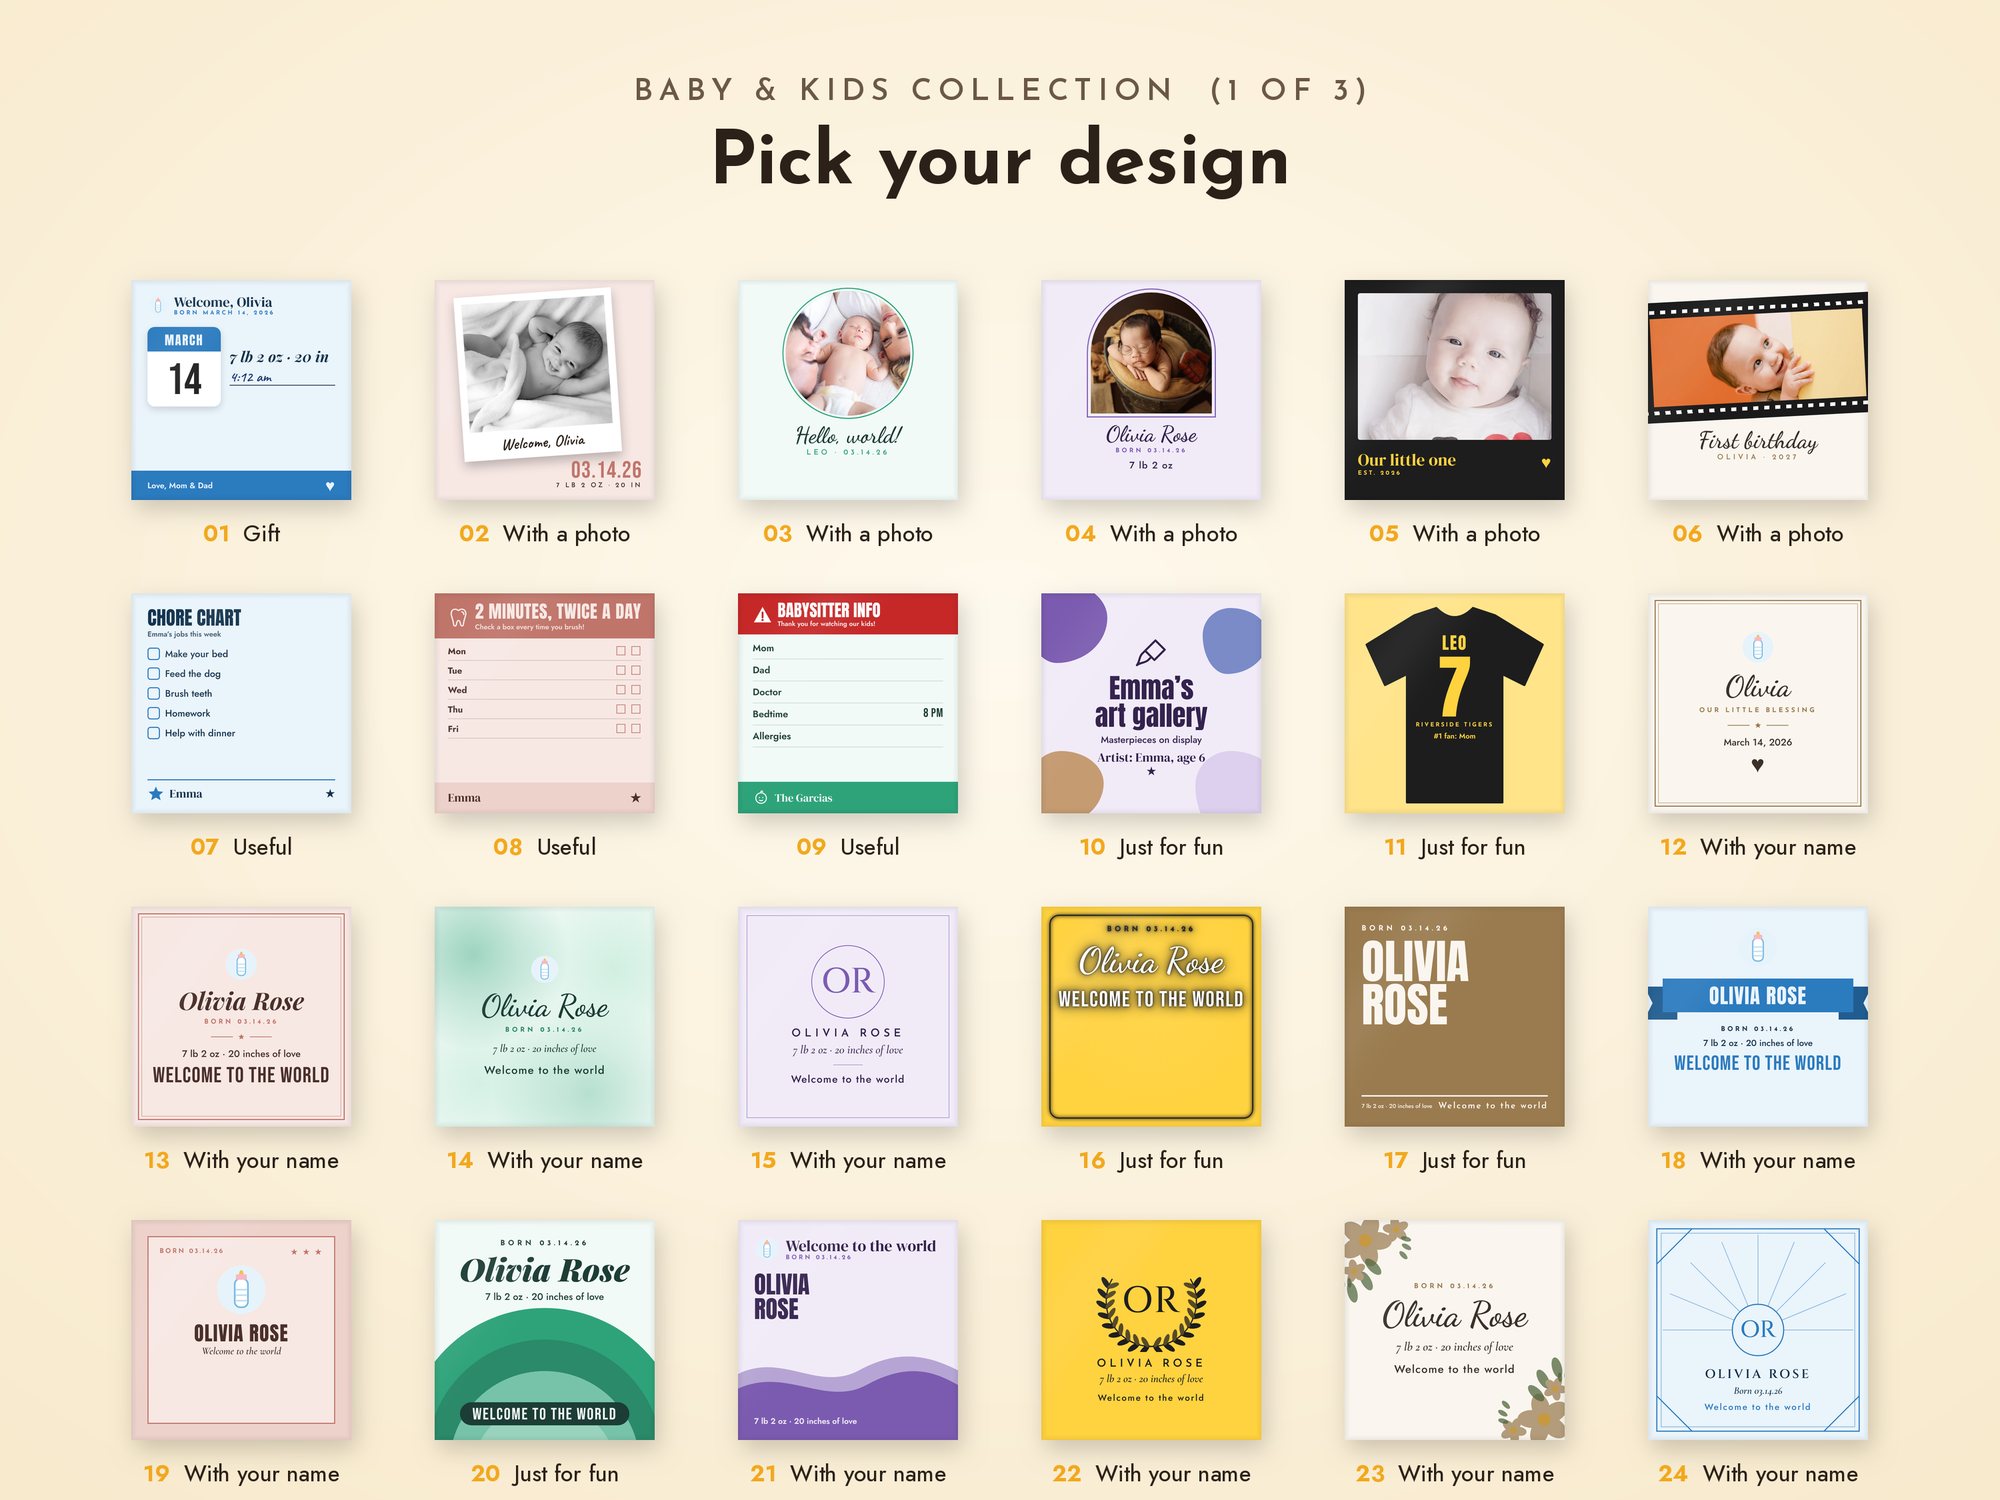 BABY & KIDS COLLECTION (1 OF 3)
Pick your design
Welcome, Olivia
BORN MARCH 14, 2026
MARCH
14
7 lb 2 oz · 20 in
4:12 am
Love, Mom & Dad
♥
01 Gift
Welcome, Olivia
03.14.26
7 LB 2 OZ · 20 IN
02 With a photo
Hello, world!
LEO · 03.14.26
03 With a photo
Olivia Rose
BORN 03.14.26
7 lb 2 oz
04 With a photo
Our little one
EST. 2026
♥
05 With a photo
First birthday
OLIVIA · 2027
06 With a photo
CHORE CHART
Emma's jobs this week
Make your bed
Feed the dog
Brush teeth
Homework
Help with dinner
Emma
★
07 Useful
2 MINUTES, TWICE A DAY
Check a box every time you brush!
Mon
Tue
Wed
Thu
Fri
Emma
★
08 Useful
BABYSITTER INFO
Thank you for watching our kids!
Mom
Dad
Doctor
Bedtime 8 PM
Allergies
The Garcias
09 Useful
Emma's
art gallery
Masterpieces on display
Artist: Emma, age 6
★
10 Just for fun
LEO
7
RIVERSIDE TIGERS
#1 fan: Mom
11 Just for fun
Olivia
OUR LITTLE BLESSING
★
March 14, 2026
♥
12 With your name
Olivia Rose
BORN 03.14.26
★
7 lb 2 oz · 20 inches of love
WELCOME TO THE WORLD
13 With your name
Olivia Rose
BORN 03.14.26
7 lb 2 oz · 20 inches of love
Welcome to the world
14 With your name
OR
OLIVIA ROSE
7 lb 2 oz · 20 inches of love
Welcome to the world
15 With your name
BORN 03.14.26
Olivia Rose
WELCOME TO THE WORLD
16 Just for fun
BORN 03.14.26
OLIVIA
ROSE
7 lb 2 oz · 20 inches of love Welcome to the world
17 Just for fun
OLIVIA ROSE
BORN 03.14.26
7 lb 2 oz · 20 inches of love
WELCOME TO THE WORLD
18 With your name
BORN 03.14.26 ★ ★ ★
OLIVIA ROSE
Welcome to the world
19 With your name
BORN 03.14.26
Olivia Rose
7 lb 2 oz · 20 inches of love
WELCOME TO THE WORLD
20 Just for fun
Welcome to the world
BORN 03.14.26
OLIVIA
ROSE
7 lb 2 oz · 20 inches of love
21 With your name
OR
OLIVIA ROSE
7 lb 2 oz · 20 inches of love
Welcome to the world
22 With your name
BORN 03.14.26
Olivia Rose
7 lb 2 oz · 20 inches of love
Welcome to the world
23 With your name
OR
OLIVIA ROSE
Born 03.14.26
Welcome to the world
24 With your name